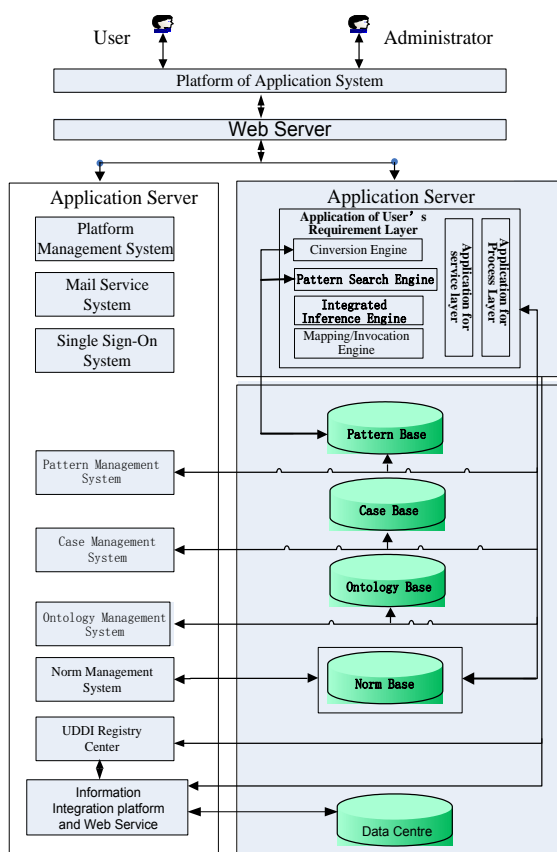 User
Administrator
Platform of Application System
Web Server
Application Server
Platform
Management System
Mail Service
System
Single Sign-On
System
Pattern Management
System
Case Management
System
Ontology Management
System
Norm Management
System
UDDI Registry
Center
Information
Integration platform
and Web Service
Application Server
Application of User's
Requirement Layer
Cinversion Engine
Pattern Search Engine
Integrated
Inference Engine
Mapping/Invocation
Engine
Application for
service layer
Application for
Process Layer
Pattern Base
Case Base
Ontology Base
Norm Base
Data Centre